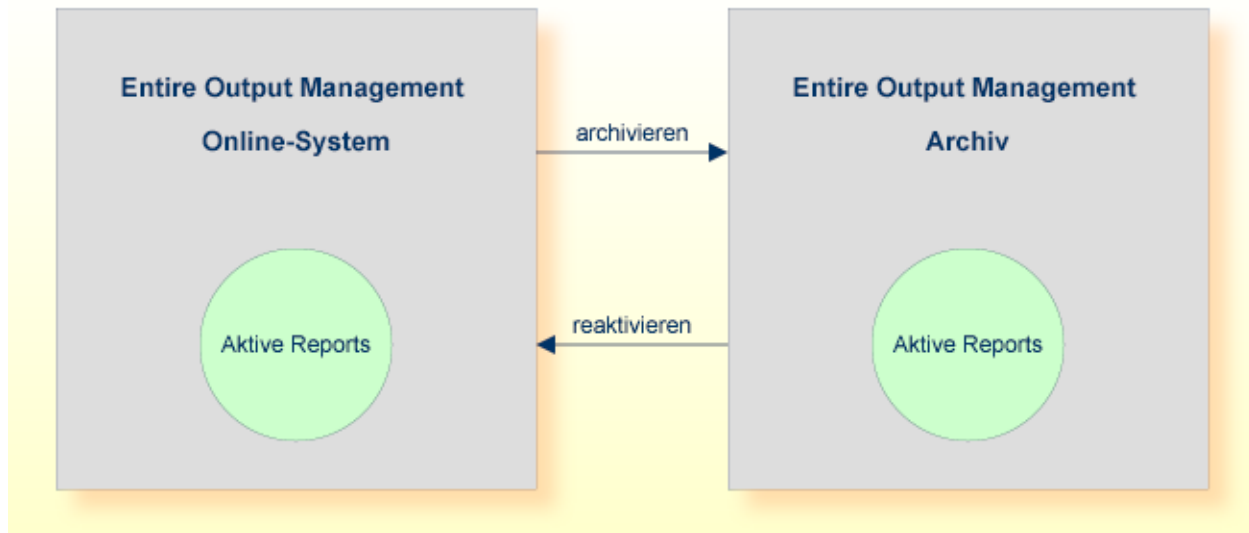 Entire Output Management
Online-System
Entire Output Management
Archiv
archivieren
reaktivieren
Aktive Reports
Aktive Reports